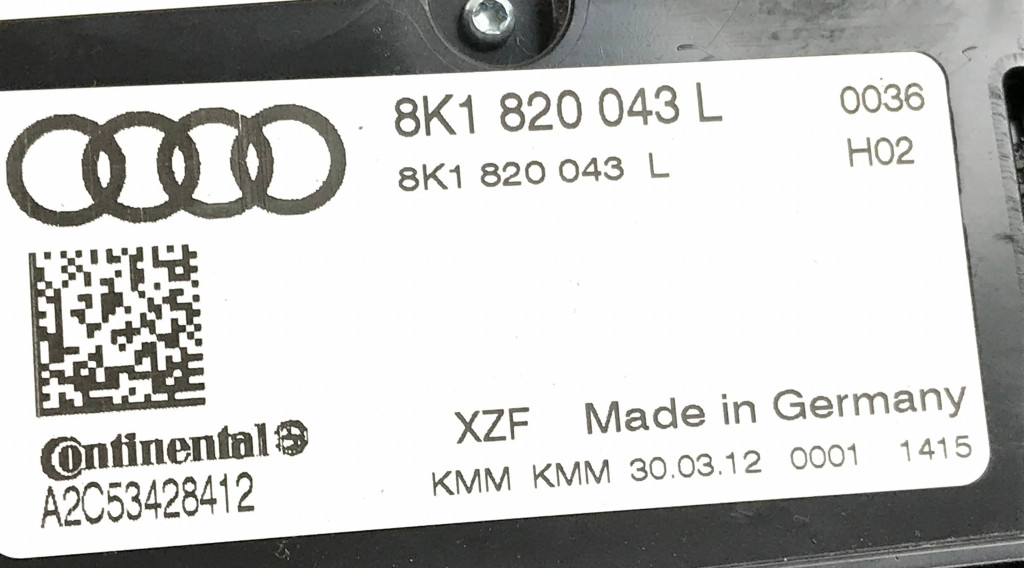 8K1 820 043 L 0036
8K1 820 043 L H02
Continental
A2C53428412
XZF Made in Germany
KMM KMM 30.03.12 0001 1415